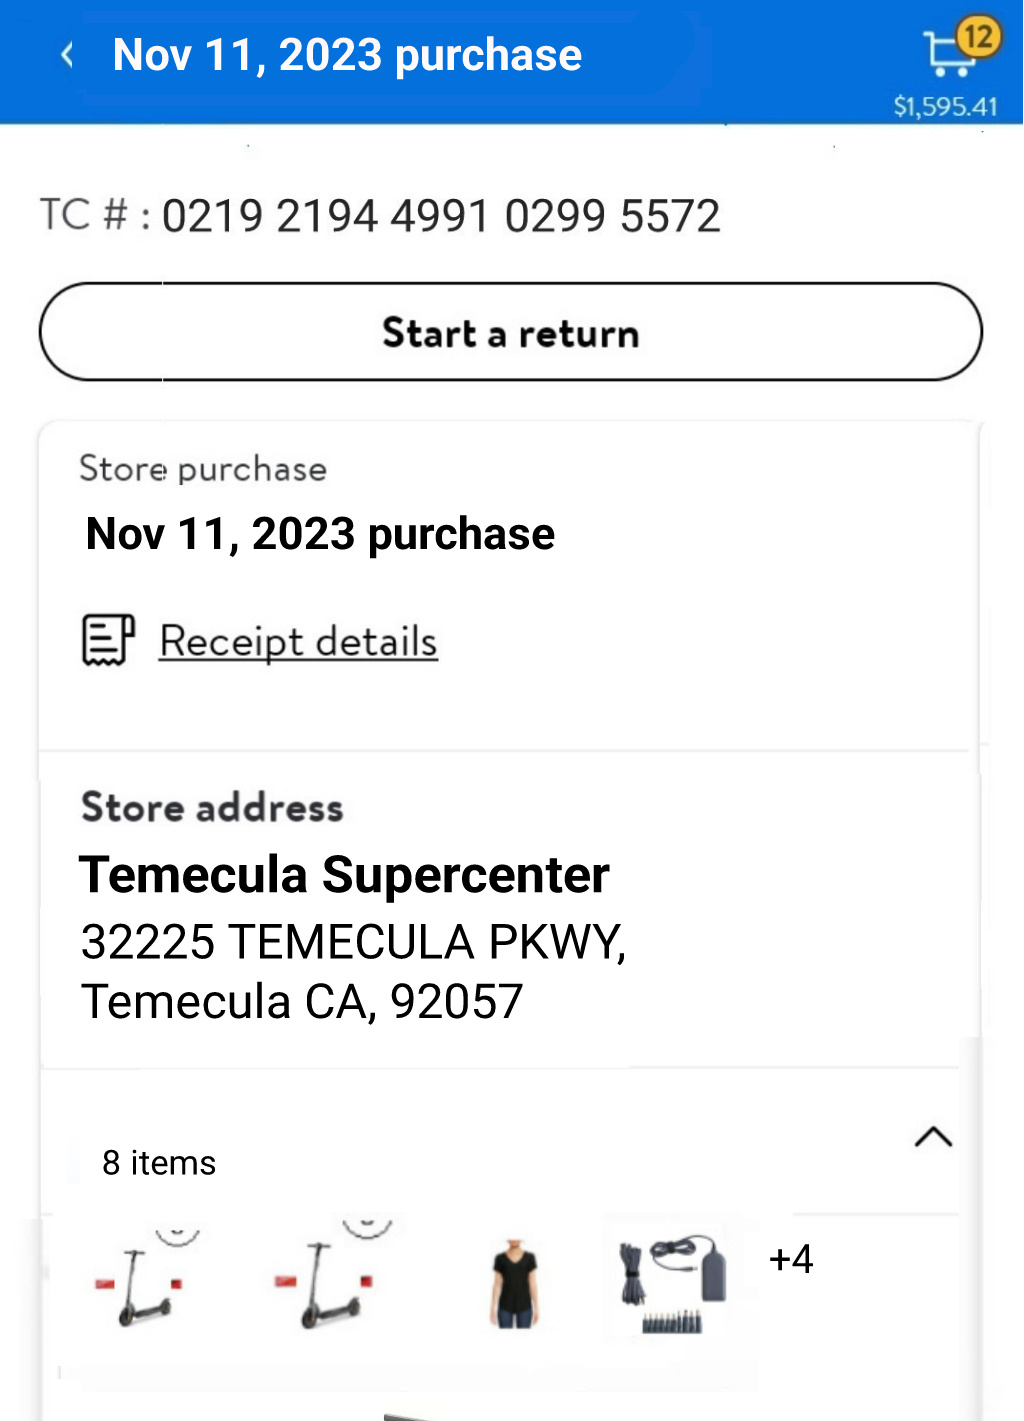 Nov 11, 2023 purchase
12
$1,595.41
TC # : 0219 2194 4991 0299 5572
Start a return
Store purchase
Nov 11, 2023 purchase
Receipt details
Store address
Temecula Supercenter
32225 TEMECULA PKWY,
Temecula CA, 92057
8 items
+4